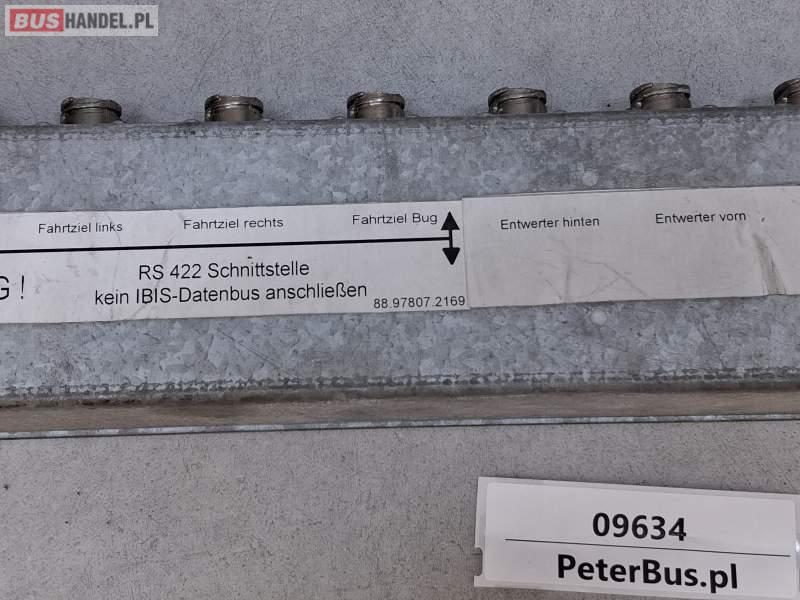 BUSHANDEL.PL
Fahrtziel links
Fahrtziel rechts
Fahrtziel Bug
Entwerter hinten
Entwerter vorn
G !
RS 422 Schnittstelle
kein IBIS-Datenbus anschließen
88.97807.2169
09634
PeterBus.pl